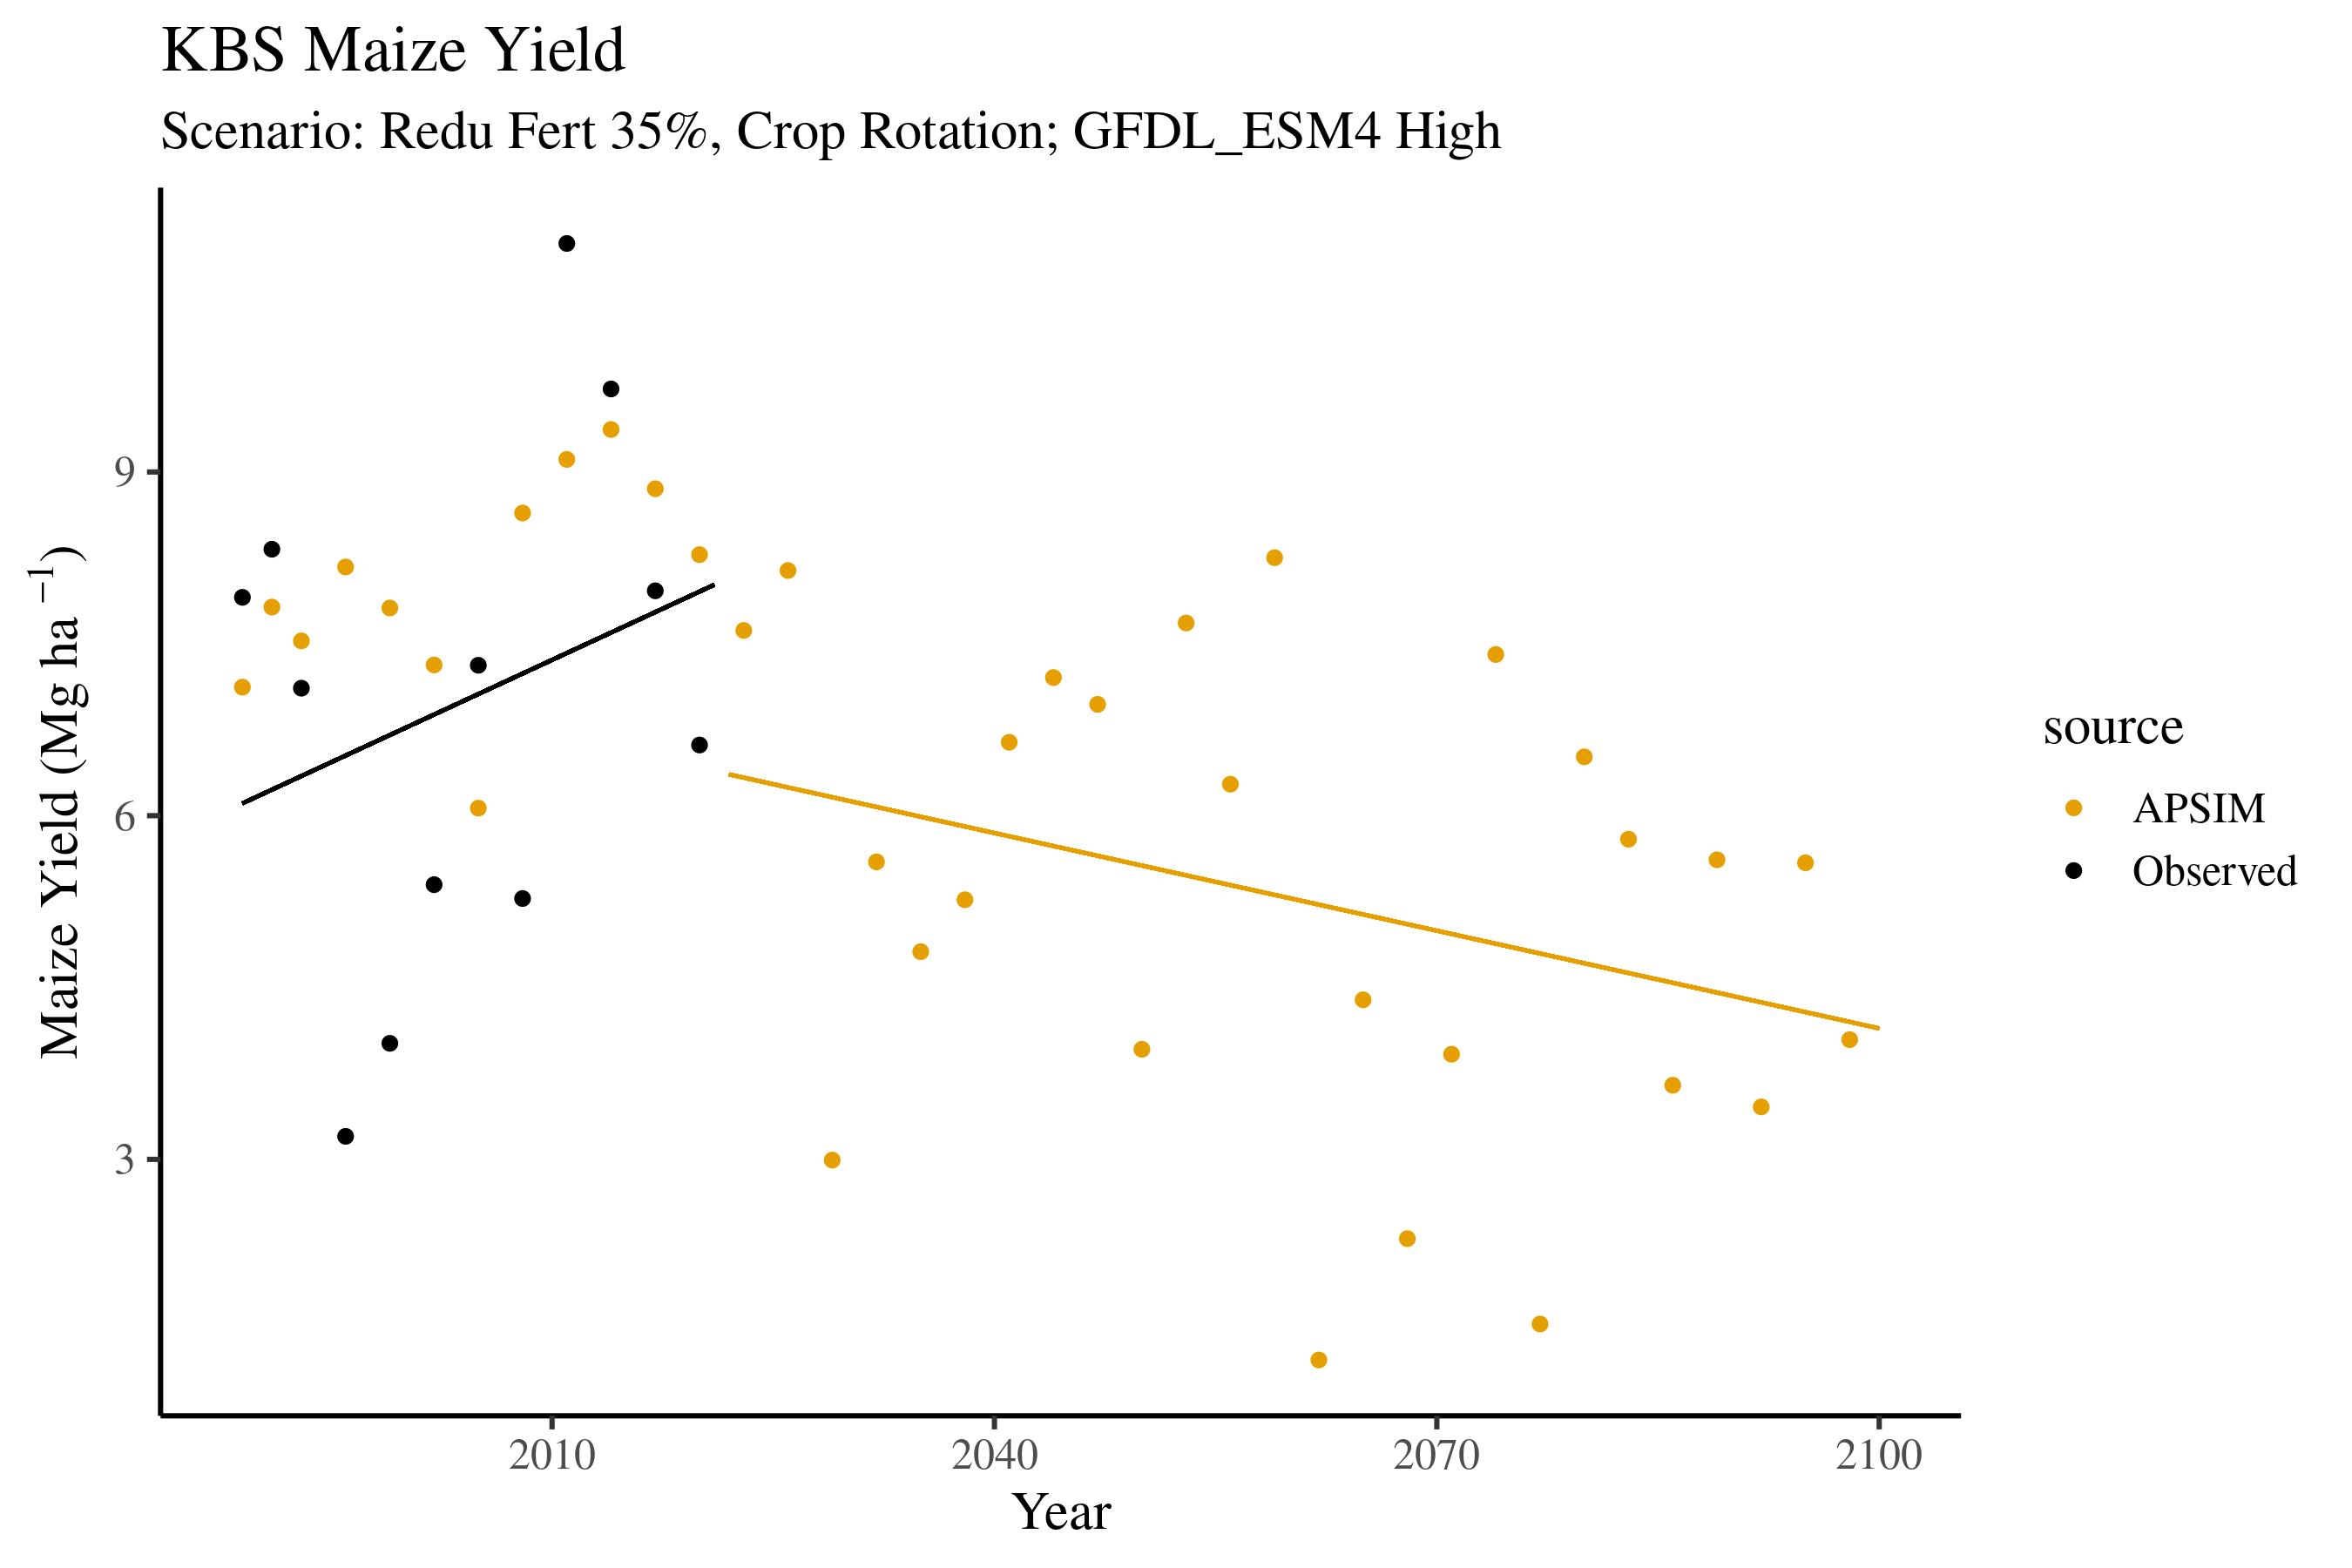 KBS Maize Yield
Scenario: Redu Fert 35%, Crop Rotation; GFDL_ESM4 High
Maize Yield (Mg ha −1)
9
6
3
2010
2040
2070
2100
Year
source
APSIM
Observed